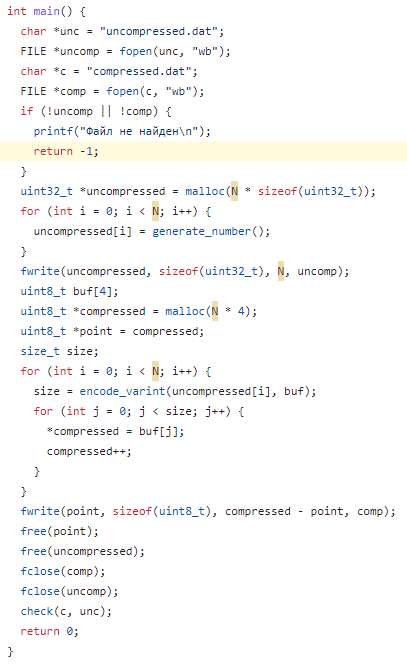 int main() {
char *unc = "uncompressed.dat";
FILE *uncomp = fopen(unc, "wb");
char *c = "compressed.dat";
FILE *comp = fopen(c, "wb");
if (!uncomp || !comp) {
printf("Файл не найден\n");
return -1;
}
uint32_t *uncompressed = malloc(N * sizeof(uint32_t));
for (int i = 0; i < N; i++) {
uncompressed[i] = generate_number();
}
fwrite(uncompressed, sizeof(uint32_t), N, uncomp);
uint8_t buf[4];
uint8_t *compressed = malloc(N * 4);
uint8_t *point = compressed;
size_t size;
for (int i = 0; i < N; i++) {
size = encode_varint(uncompressed[i], buf);
for (int j = 0; j < size; j++) {
*compressed = buf[j];
compressed++;
}
}
fwrite(point, sizeof(uint8_t), compressed - point, comp);
free(point);
free(uncompressed);
fclose(comp);
fclose(uncomp);
check(c, unc);
return 0;
}